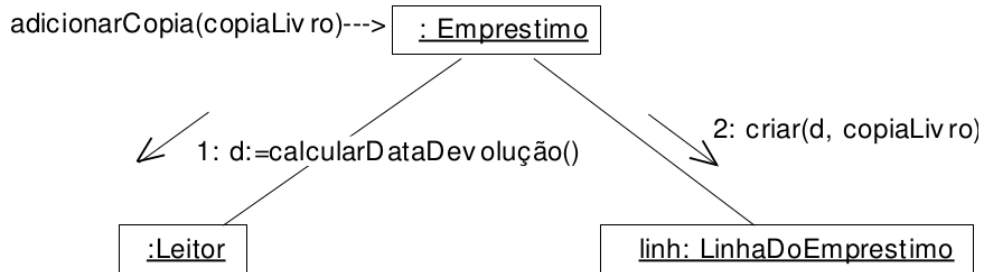 adicionarCopia(copiaLivro)--->
: Emprestimo
2: criar(d, copiaLivro)
1: d:=calcularDataDevolução()
:Leitor
linh: LinhaDoEmprestimo